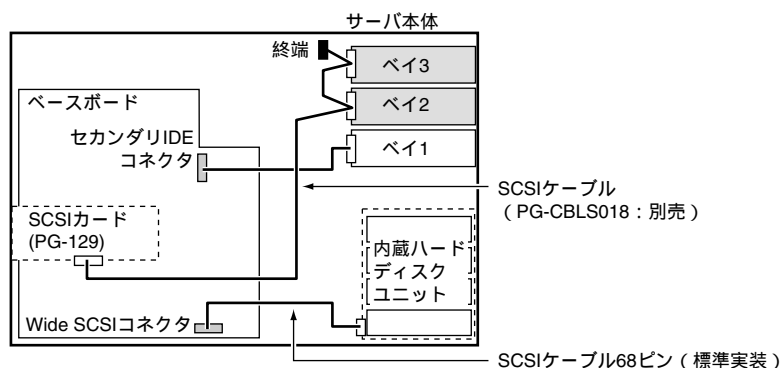 サーバ本体
終端
ベイ3
ベイ2
ベイ1
ベースボード
セカンダリIDE
コネクタ
SCSIケーブル
（PG-CBLS018：別売）
SCSIカード
(PG-129)
内蔵ハード
ディスク
ユニット
Wide SCSIコネクタ
SCSIケーブル68ピン（標準実装）